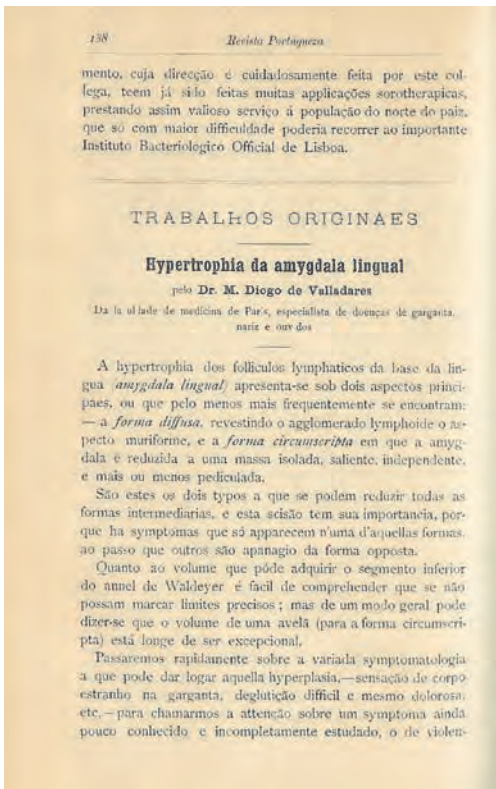 138
Revista Portugueza
mento, cuja direcção é cuidadosamente feita por este col-
lega, teem já sido feitas muitas applicações sorotherapicas,
prestando assim valioso serviço á população do norte do paiz,
que só com maior difficuldade poderia recorrer ao importante
Instituto Bacteriologico Official de Lisboa.
TRABALHOS ORIGINAES
Hypertrophia da amygdala lingual
pelo Dr. M. Diogo de Valladares
Da fa uldade de medicina de Paris, especialista de doenças de garganta,
nariz e ouvidos
A hypertrophia dos folliculos lymphaticos da base da lin-
gua (amygdala lingual) apresenta-se sob dois aspectos princi-
paes, ou que pelo menos mais frequentemente se encontram:
— a forma diffusa, revestindo o agglomerado lymphoide o as-
pecto muriforme, e a forma circumscripta em que a amyg-
dala é reduzida a uma massa isolada, saliente, independente,
e mais ou menos pediculada.
São estes os dois typos a que se podem reduzir todas as
formas intermediarias, e esta scisão tem sua importancia, por-
que ha symptomas que só apparecem n'uma d'aquellas formas,
ao passo que outros são apanagio da forma opposta.
Quanto ao volume que póde adquirir o segmento inferior
do annel de Waldeyer é facil de comprehender que se não
possam marcar limites precisos; mas de um modo geral pode
dizer-se que o volume de uma avelã (para a forma circumscri-
pta) está longe de ser excepcional.
Passaremos rapidamente sobre a variada symptomatologia
a que pode dar logar aquella hyperplasia,—sensação de corpo
estranho na garganta, deglutição difficil e mesmo dolorosa,
etc,—para chamarmos a attenção sobre um symptoma ainda
pouco conhecido e incompletamente estudado, o de violen-